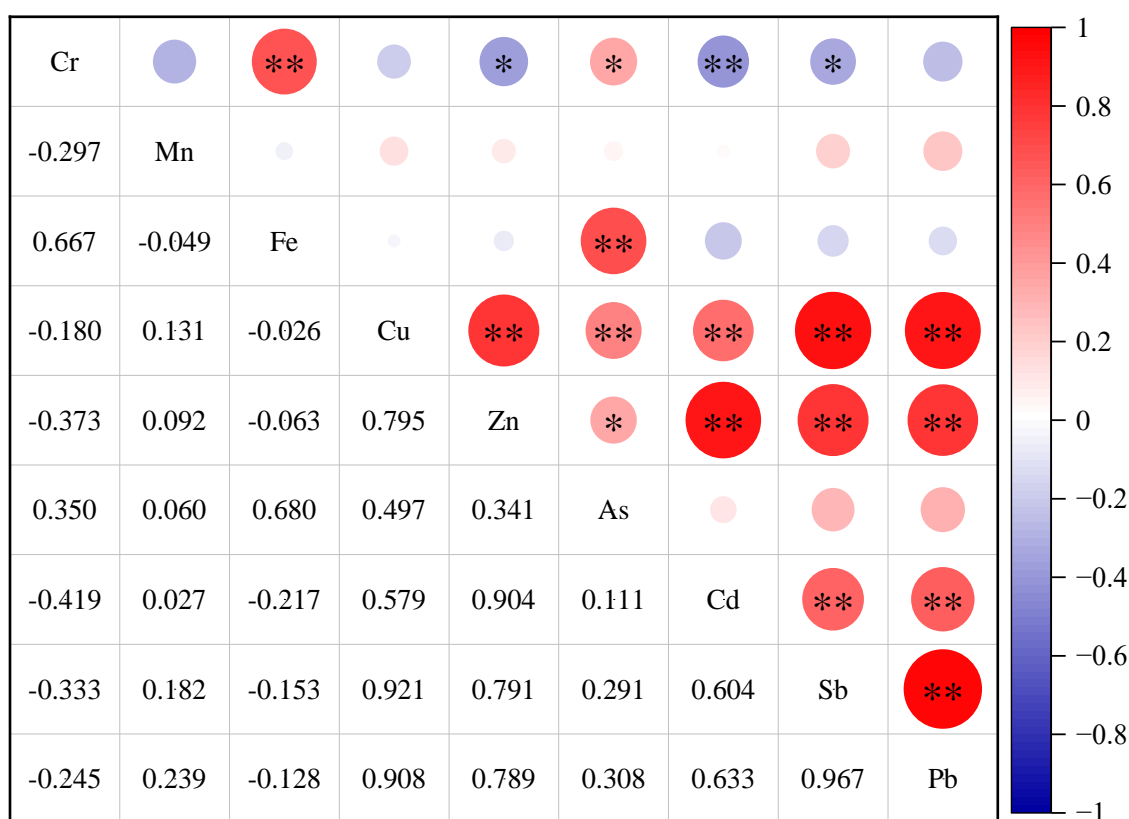 Cr ** * * ** *
-0.297 Mn
0.667 -0.049 Fe **
-0.180 0.131 -0.026 Cu ** ** ** ** **
-0.373 0.092 -0.063 0.795 Zn * ** ** **
0.350 0.060 0.680 0.497 0.341 As
-0.419 0.027 -0.217 0.579 0.904 0.111 Cd ** **
-0.333 0.182 -0.153 0.921 0.791 0.291 0.604 Sb **
-0.245 0.239 -0.128 0.908 0.789 0.308 0.633 0.967 Pb
1
0.8
0.6
0.4
0.2
0
−0.2
−0.4
−0.6
−0.8
−1